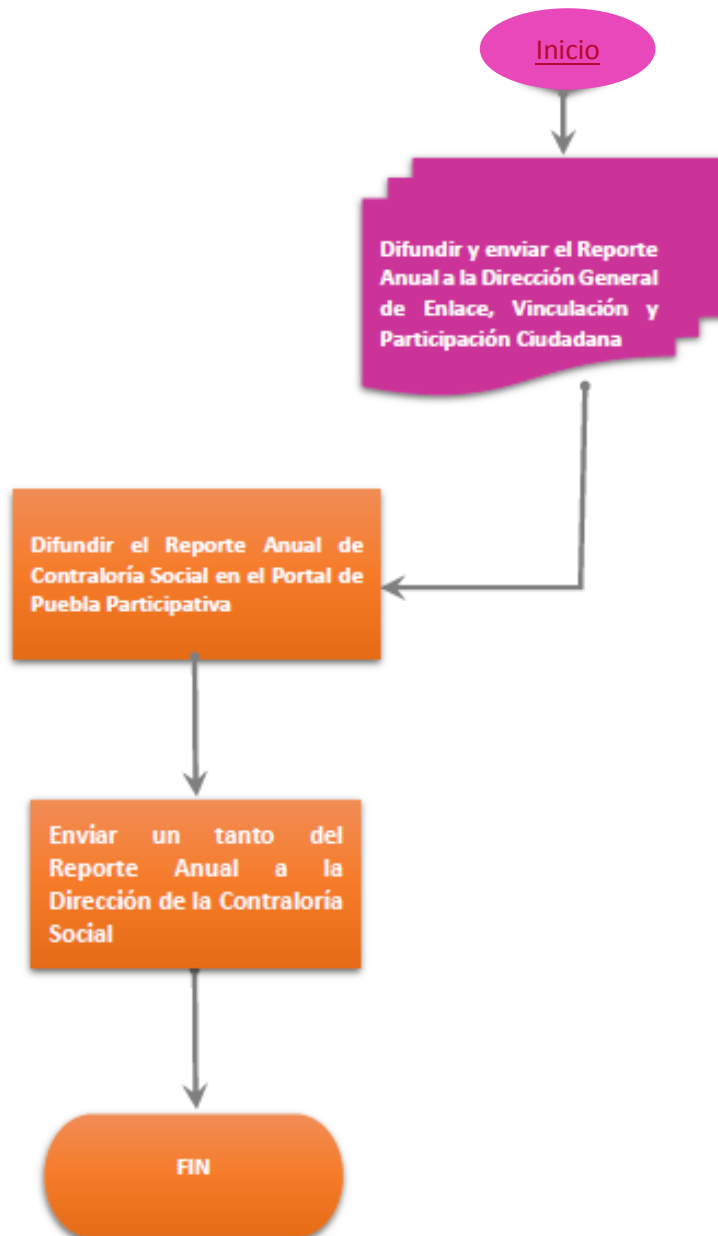 Inicio
Difundir y enviar el Reporte
Anual a la Dirección General
de Enlace, Vinculación y
Participación Ciudadana
Difundir el Reporte Anual de
Contraloría Social en el Portal de
Puebla Participativa
Enviar un tanto del
Reporte Anual a la
Dirección de la Contraloría
Social
FIN